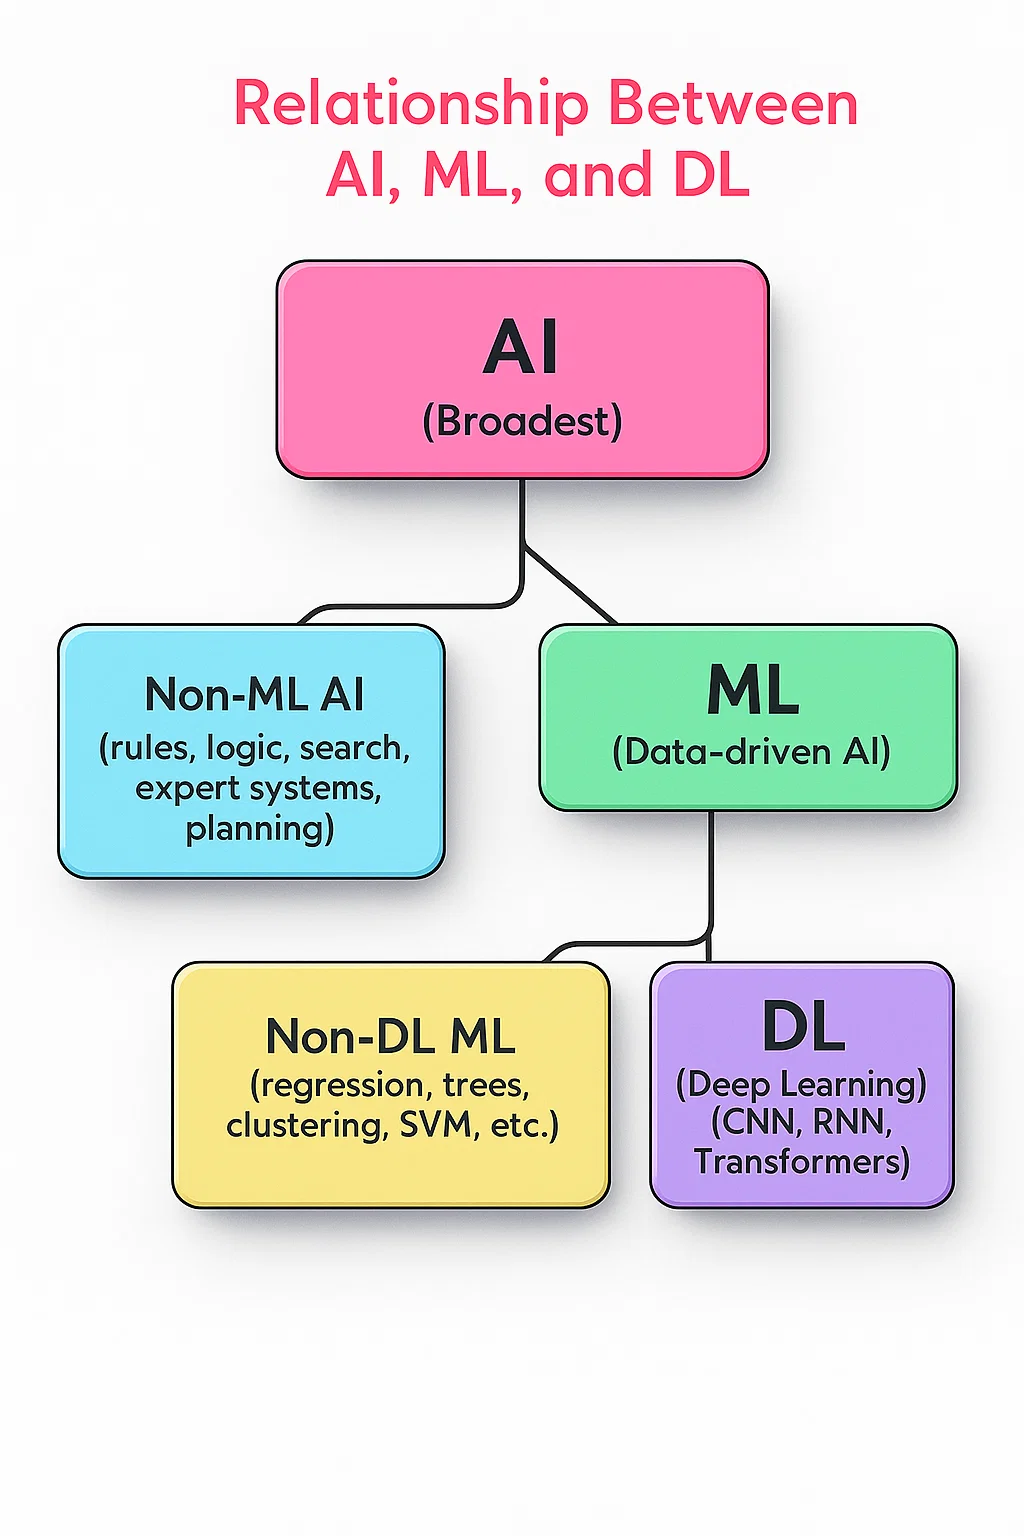 Relationship Between
AI, ML, and DL
AI
(Broadest)
Non-ML AI
(rules, logic, search,
expert systems,
planning)
ML
(Data-driven AI)
Non-DL ML
(regression, trees,
clustering, SVM, etc.)
DL
(Deep Learning)
(CNN, RNN,
Transformers)